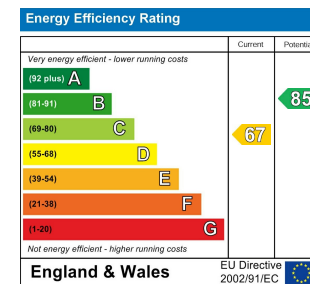 Energy Efficiency Rating
Current Potentia
Very energy efficient - lower running costs
(92 plus) A
(81-91) B
85
(69-80) C
67
(55-68) D
(39-54) E
(21-38) F
(1-20) G
Not energy efficient - higher running costs
England & Wales
EU Directive
2002/91/EC